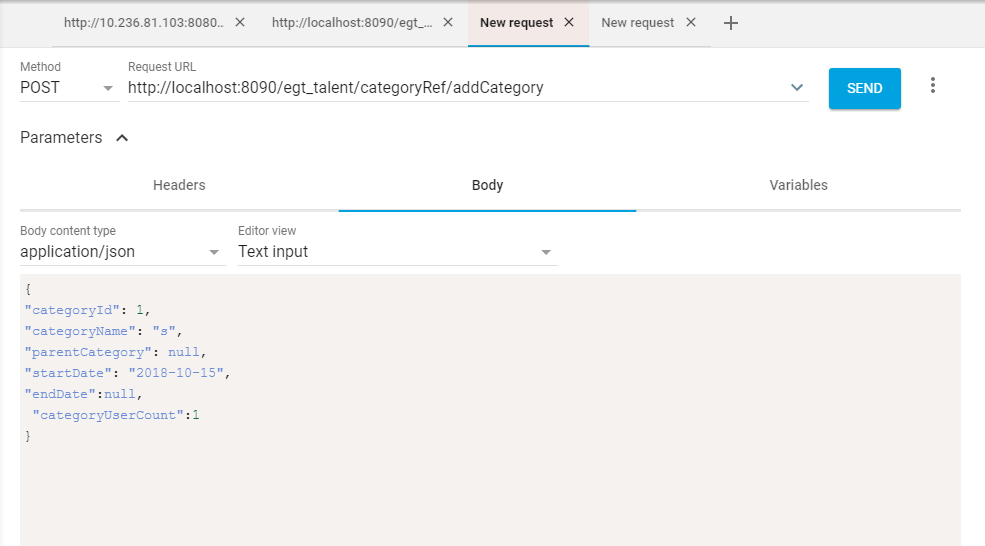 http://10.236.81.103:8080..
http://localhost:8090/egt_...
New request
New request
Method
Request URL
POST
http://localhost:8090/egt_talent/categoryRef/addCategory
SEND
Parameters
Headers
Body
Variables
Body content type
Editor view
application/json
Text input
{
"categoryId": 1,
"categoryName": "s",
"parentCategory": null,
"startDate": "2018-10-15",
"endDate":null,
"categoryUserCount":1
}